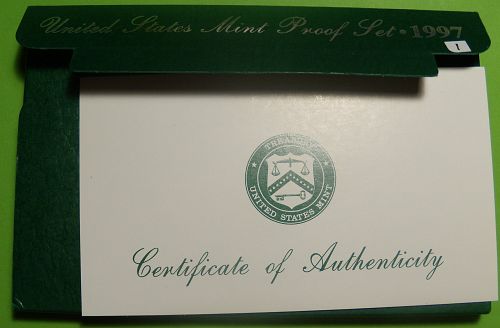 United States Mint Proof Set • 1997
1
TREASURY
UNITED STATES MINT
Certificate of Authenticity